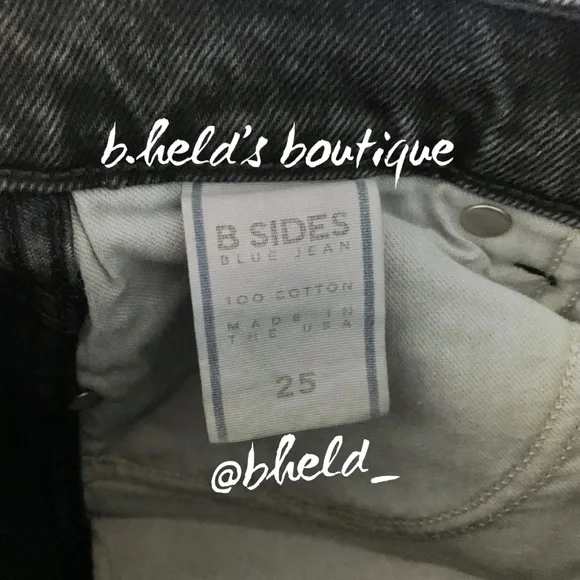 b.held's boutique
B SIDES
BLUE JEAN
100 COTTON
MADE IN
THE USA
25
@bheld_